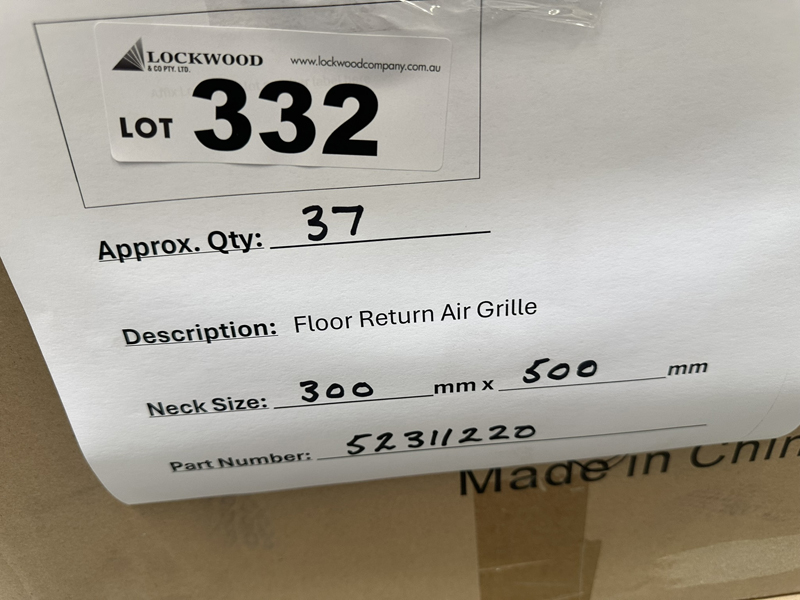 LOCKWOOD
& CO PTY. LTD.
www.lockwoodcompany.com.au
LOT 332
Approx. Qty: 37
Description: Floor Return Air Grille
Neck Size: 300 mm x 500 mm
Part Number: 52311220
Made in Chin